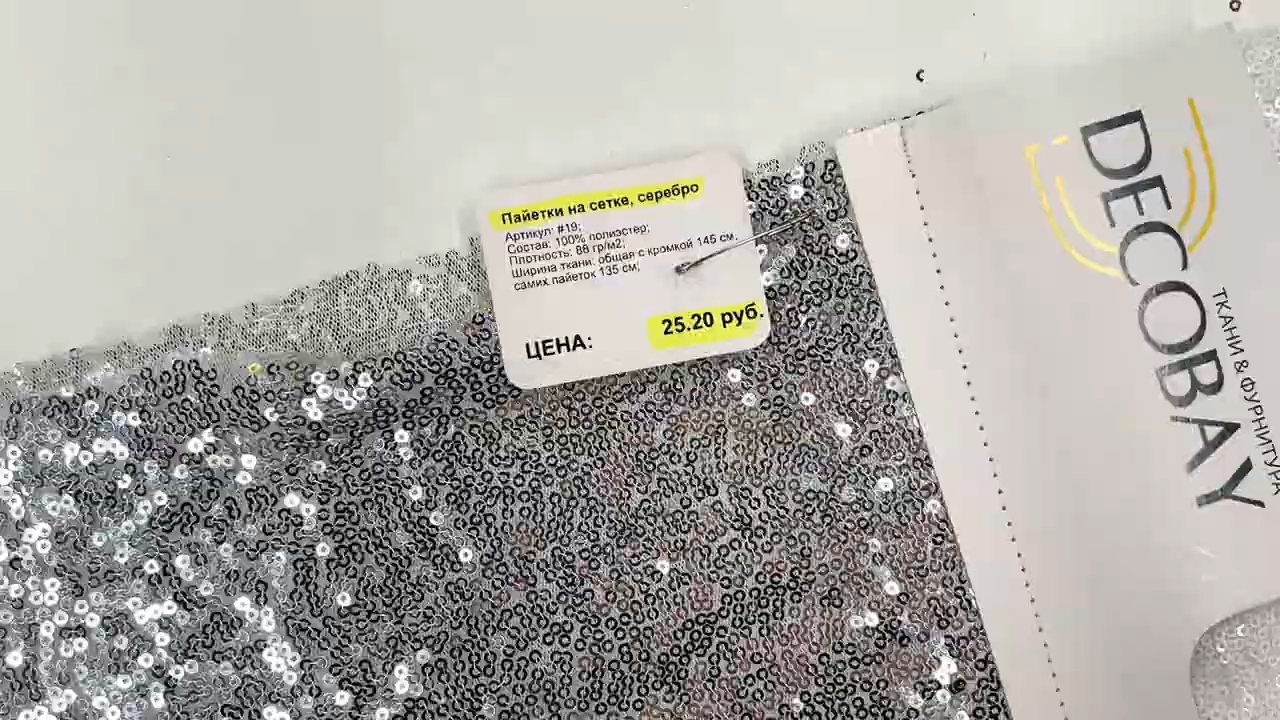 Пайетки на сетке, серебро
Артикул: #19;
Состав: 100% полиэстер;
Плотность: 98 гр/м2;
Ширина ткани: общая с кромкой 145 см,
самих пайеток 135 см;
ЦЕНА: 25.20 руб.
DECOBAY
ТКАНИ & ФУРНИТУРА